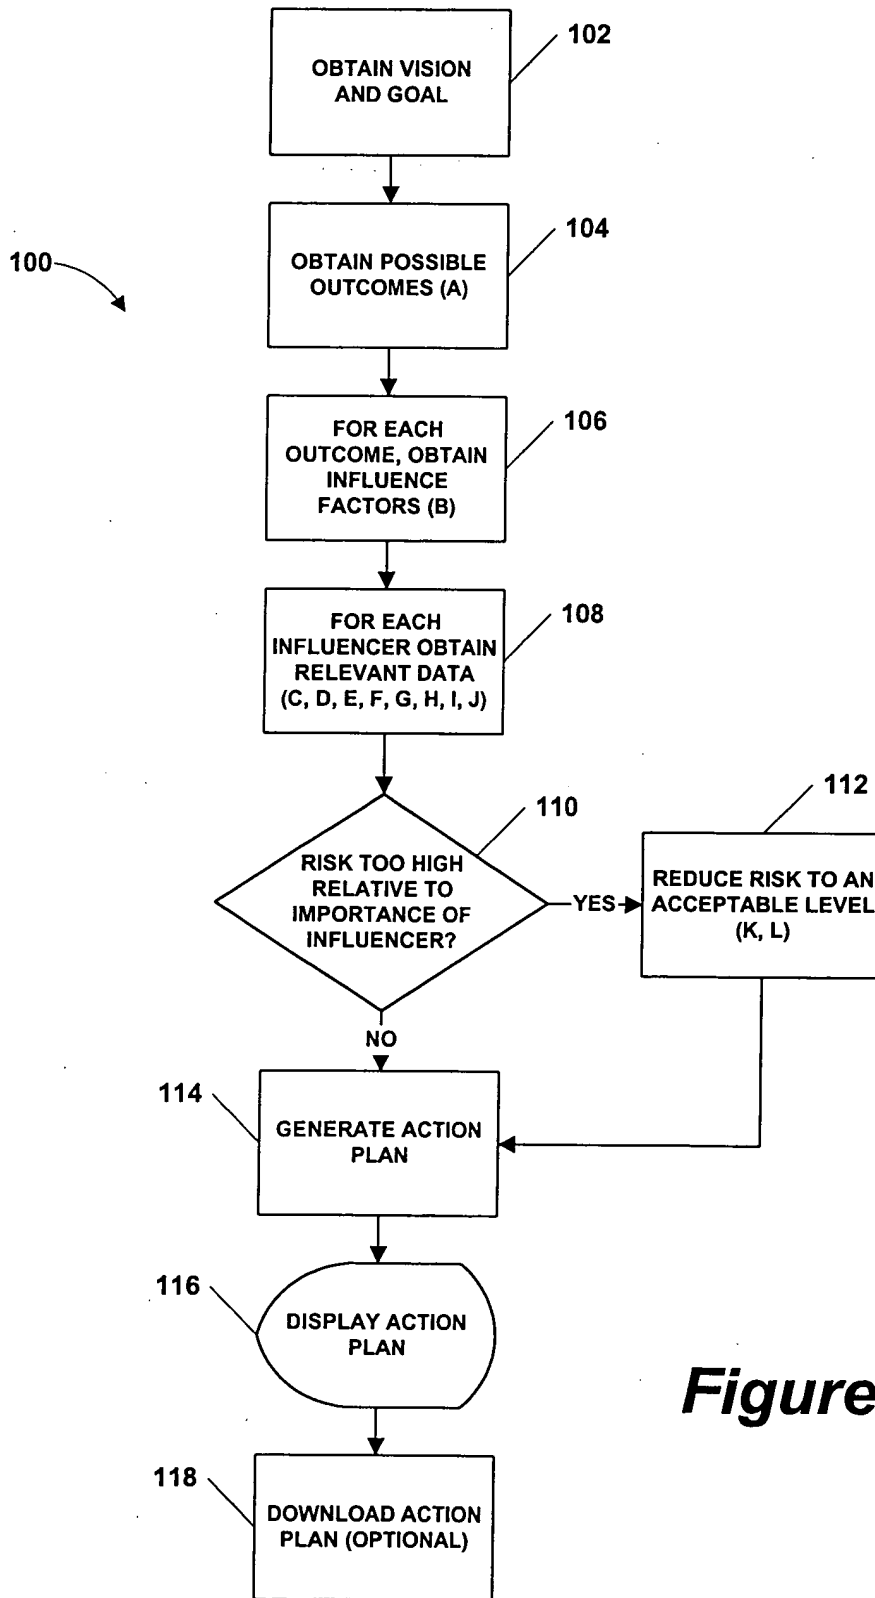 102
OBTAIN VISION
AND GOAL
104
100
OBTAIN POSSIBLE
OUTCOMES (A)
106
FOR EACH
OUTCOME, OBTAIN
INFLUENCE
FACTORS (B)
108
FOR EACH
INFLUENCER OBTAIN
RELEVANT DATA
(C, D, E, F, G, H, I, J)
110
RISK TOO HIGH
RELATIVE TO
IMPORTANCE OF
INFLUENCER?
YES
112
REDUCE RISK TO AN
ACCEPTABLE LEVEL
(K, L)
NO
114
GENERATE ACTION
PLAN
116
DISPLAY ACTION
PLAN
Figure
118
DOWNLOAD ACTION
PLAN (OPTIONAL)